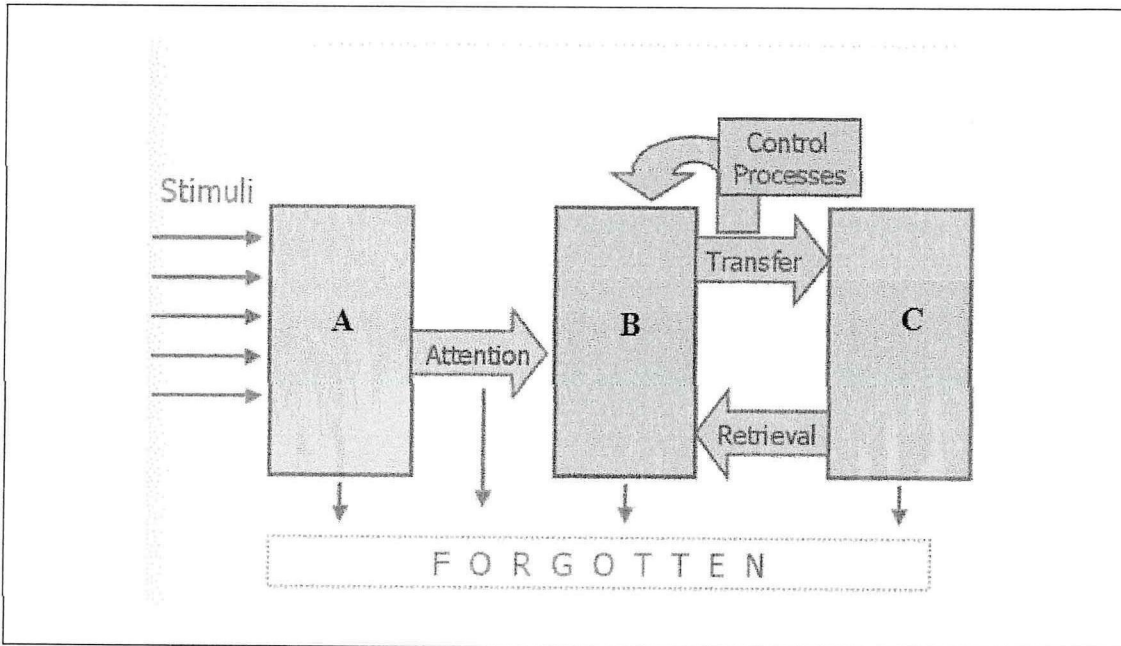 Control
Processes
Stimuli
Transfer
A
B
C
Attention
Retrieval
FORGOTTEN